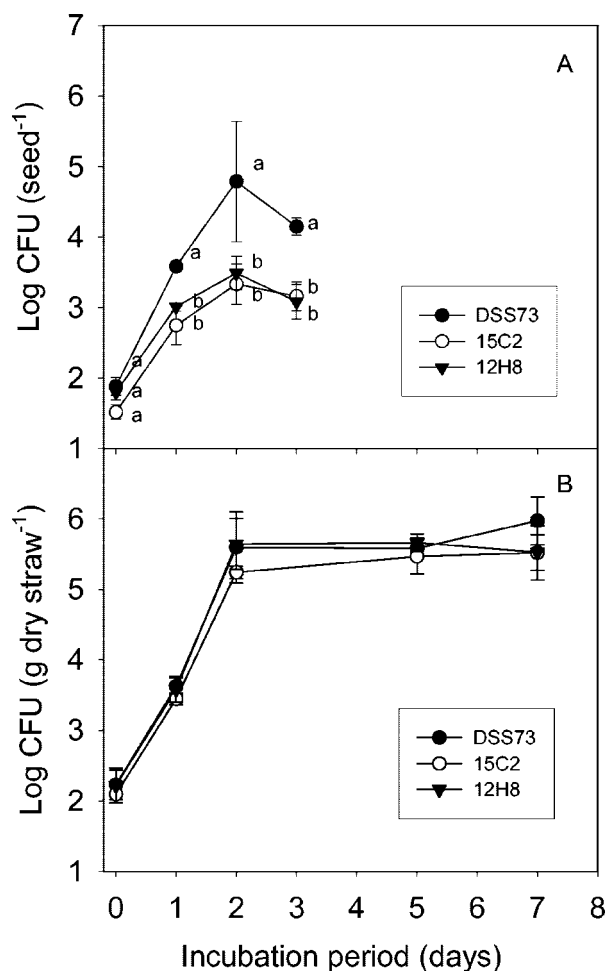 7
A
6
5
4
3
2
1
Log CFU (seed⁻¹)
a
a
a
a
b
b
b
b
b
b
a
a
DSS73
15C2
12H8
B
6
5
4
3
2
1
Log CFU (g dry straw⁻¹)
DSS73
15C2
12H8
0 1 2 3 4 5 6 7 8
Incubation period (days)